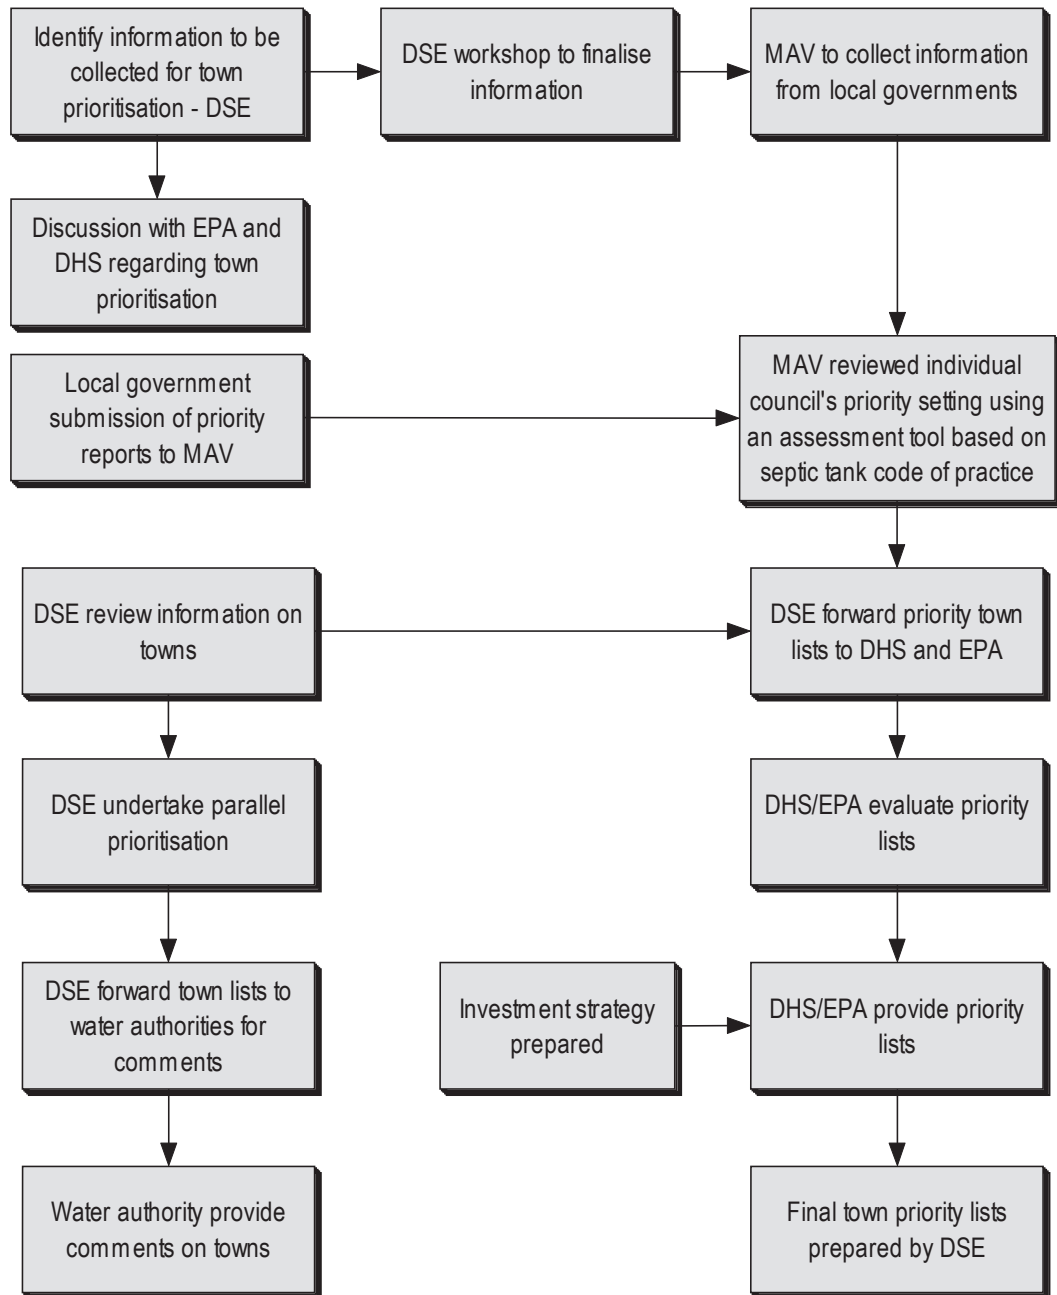 Identify information to be
collected for town
prioritisation - DSE
DSE workshop to finalise
information
MAV to collect information
from local governments
Discussion with EPA and
DHS regarding town
prioritisation
Local government
submission of priority
reports to MAV
MAV reviewed individual
council's priority setting using
an assessment tool based on
septic tank code of practice
DSE review information on
towns
DSE forward priority town
lists to DHS and EPA
DSE undertake parallel
prioritisation
DHS/EPA evaluate priority
lists
DSE forward town lists to
water authorities for
comments
Investment strategy
prepared
DHS/EPA provide priority
lists
Water authority provide
comments on towns
Final town priority lists
prepared by DSE